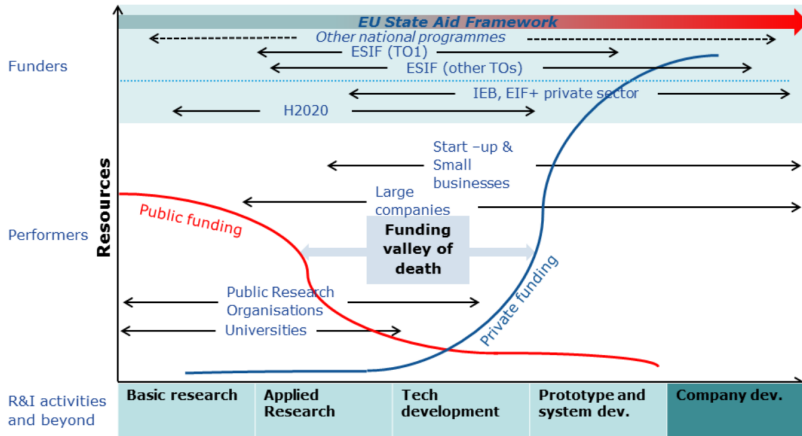 EU State Aid Framework
Other national programmes
ESIF (TO1)
Funders
ESIF (other TOs)
IEB, EIF+ private sector
H2020
Start –up &
Small
businesses
Large
companies
Public funding
Resources
Performers
Funding
valley of
death
Private funding
Public Research
Organisations
Universities
R&I activities
and beyond
Basic research
Applied
Research
Tech
development
Prototype and
system dev.
Company dev.